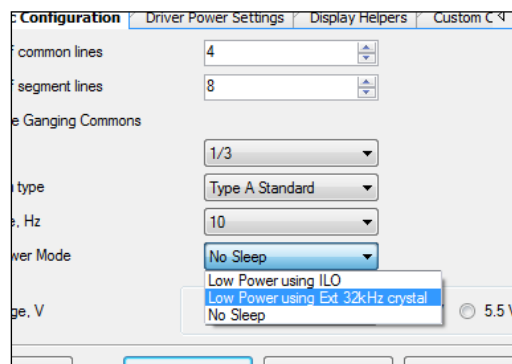 Configuration Driver Power Settings Display Helpers Custom C
common lines 4
segment lines 8
Ganging Commons
1/3
type Type A Standard
, Hz 10
Mode No Sleep
Low Power using ILO
Low Power using Ext 32kHz crystal
No Sleep
, V 5.5 V